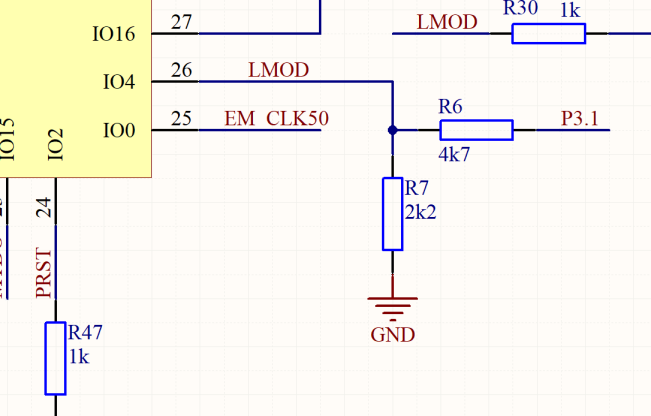 R30
1k
LMOD
27
IO16
26
LMOD
IO4
25
EM_CLK50
IO0
R6
P3.1
4k7
IO15
IO2
R7
2k2
24
PRST
GND
R47
1k